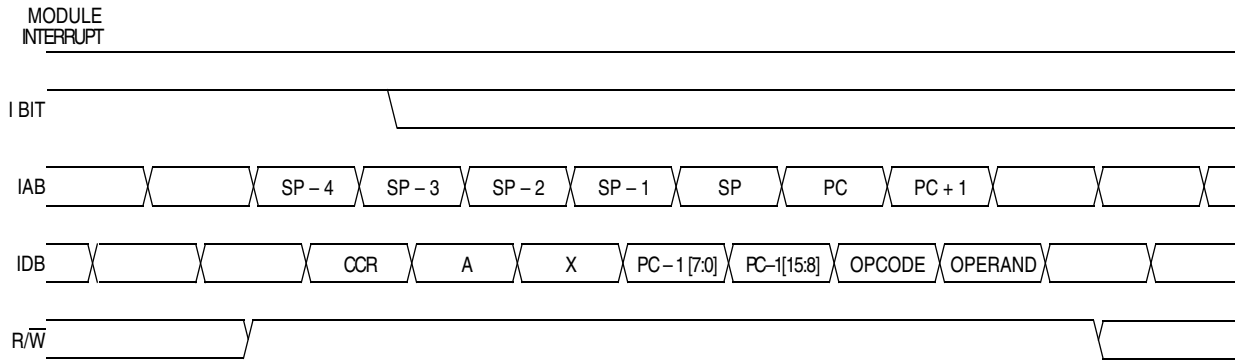 MODULE
INTERRUPT
I BIT
IAB SP – 4 SP – 3 SP – 2 SP – 1 SP PC PC + 1
IDB CCR A X PC – 1 [7:0] PC–1[15:8] OPCODE OPERAND
R/W̅